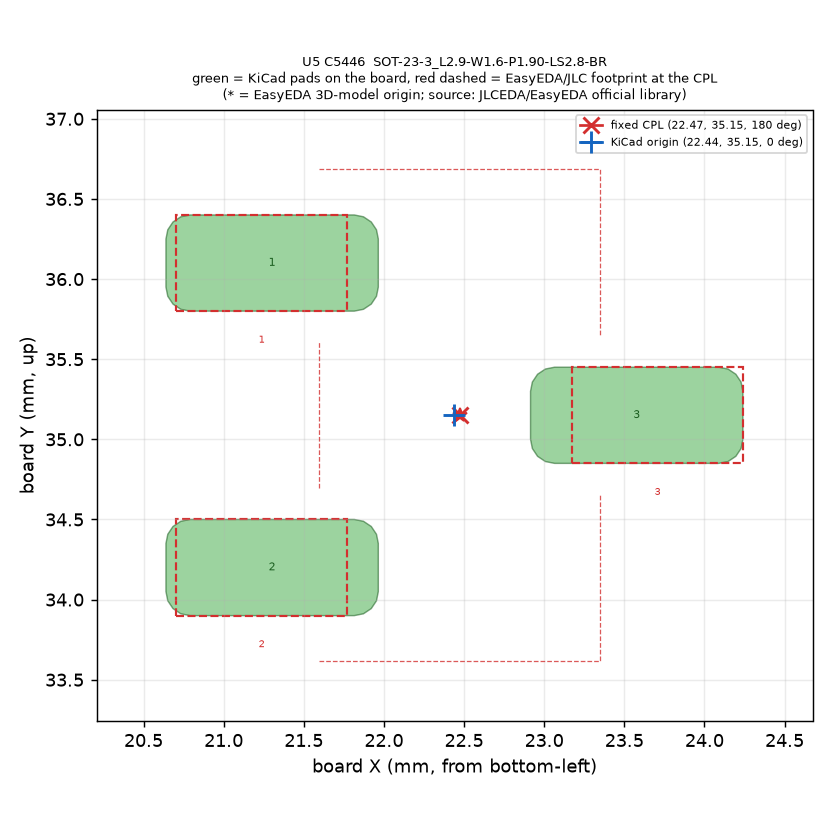 U5 C5446  SOT-23-3_L2.9-W1.6-P1.90-LS2.8-BR
green = KiCad pads on the board, red dashed = EasyEDA/JLC footprint at the CPL
(* = EasyEDA 3D-model origin; source: JLCEDA/EasyEDA official library)
fixed CPL (22.47, 35.15, 180 deg)
KiCad origin (22.44, 35.15, 0 deg)
37.0
36.5
36.0
35.5
35.0
34.5
34.0
33.5
board Y (mm, up)
1
1
3
3
2
2
20.5 21.0 21.5 22.0 22.5 23.0 23.5 24.0 24.5
board X (mm, from bottom-left)